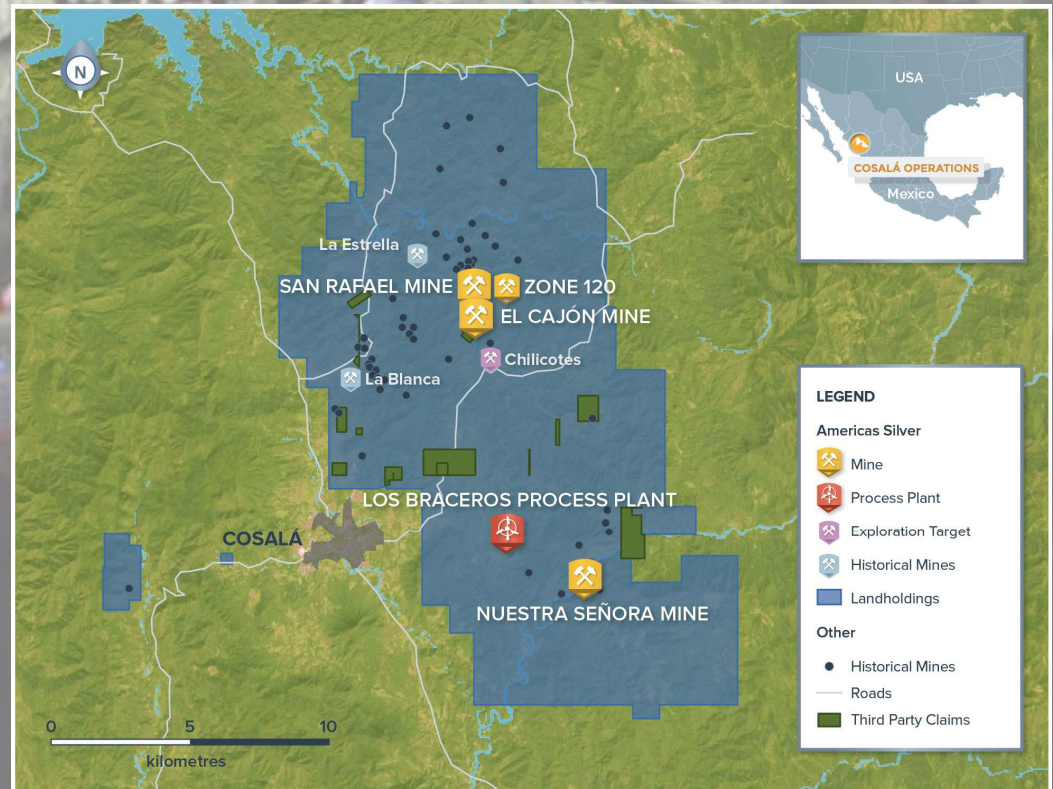 N
USA
COSALÁ OPERATIONS
Mexico
La Estrella
SAN RAFAEL MINE
ZONE 120
EL CAJÓN MINE
Chilicotes
La Blanca
LOS BRACEROS PROCESS PLANT
COSALÁ
NUESTRA SEÑORA MINE
0 5 10
kilometres
LEGEND
Americas Silver
Mine
Process Plant
Exploration Target
Historical Mines
Landholdings
Other
Historical Mines
Roads
Third Party Claims